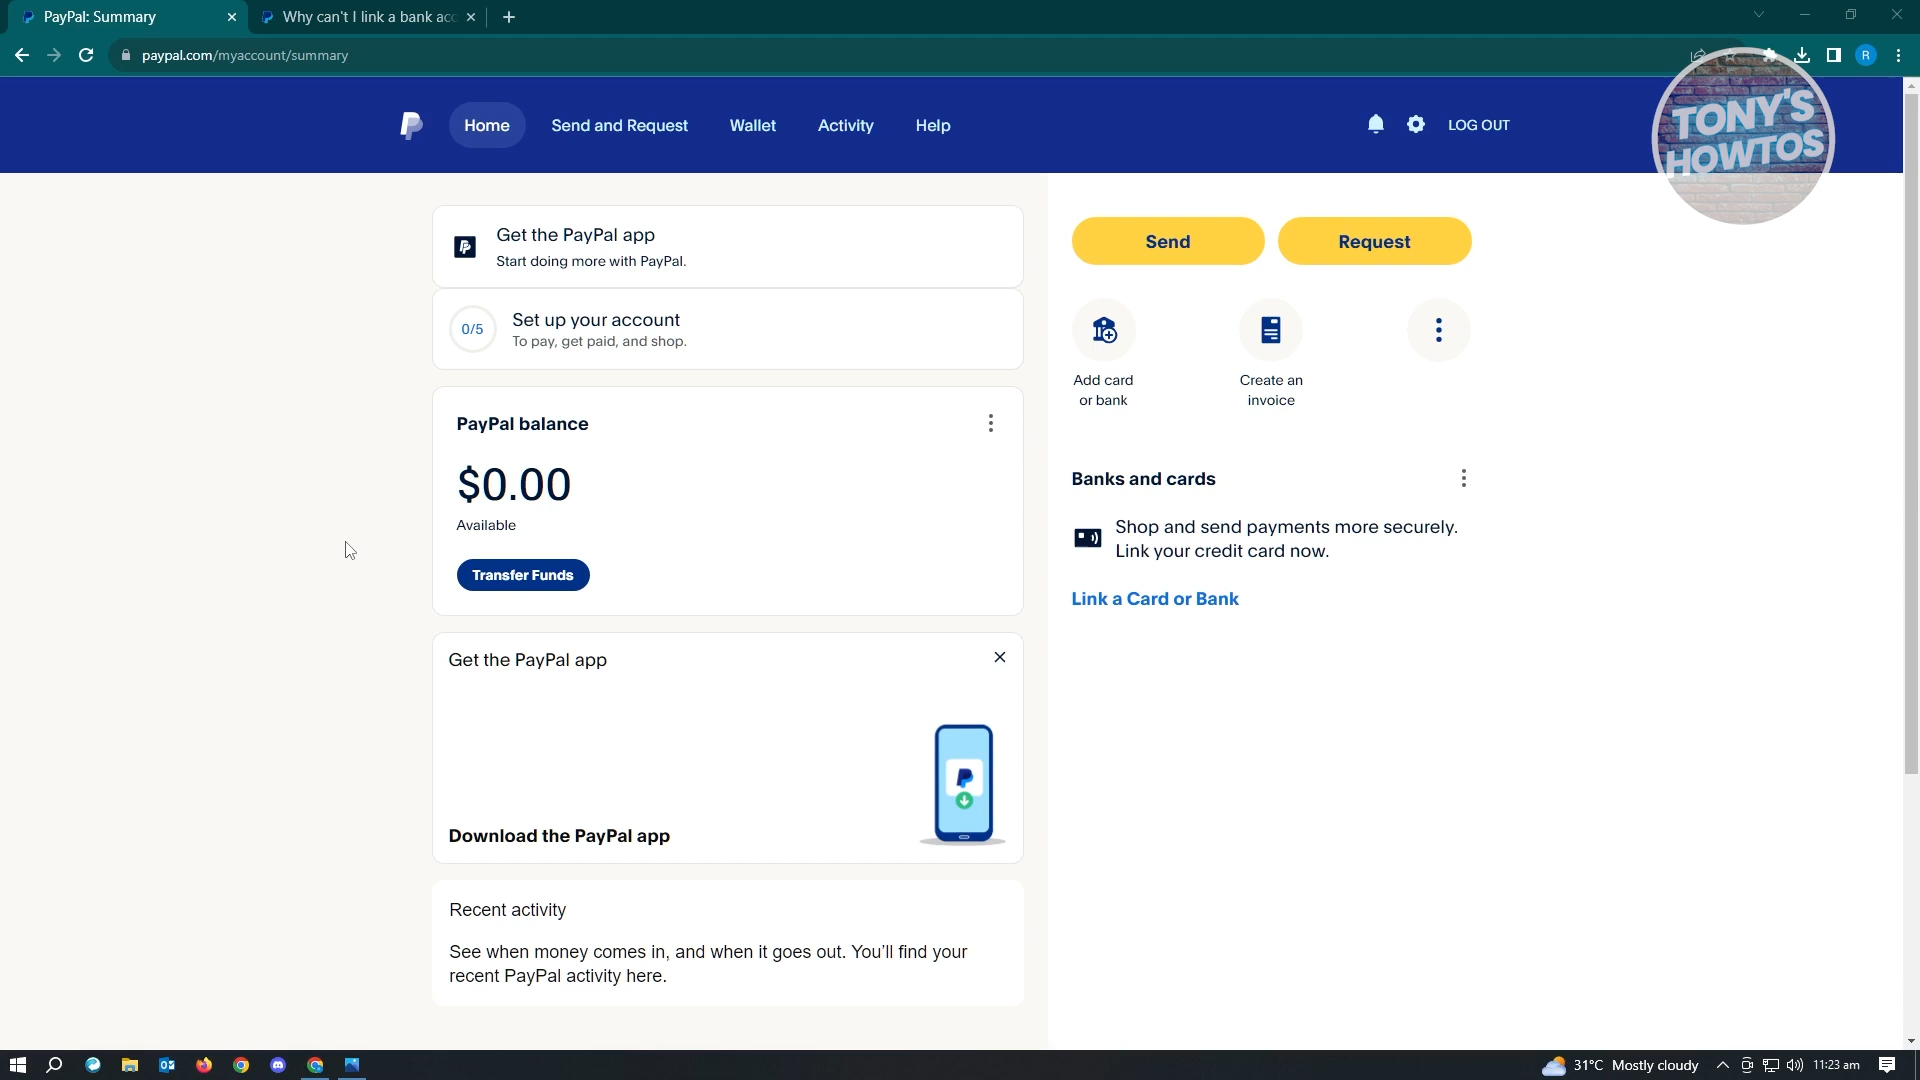 PayPal: Summary
Why can't I link a bank acc
paypal.com/myaccount/summary
R
TONY'S
HOWTOS
Home
Send and Request
Wallet
Activity
Help
LOG OUT
Get the PayPal app
Start doing more with PayPal.
0/5
Set up your account
To pay, get paid, and shop.
PayPal balance
$0.00
Available
Transfer Funds
Get the PayPal app
Download the PayPal app
Recent activity
See when money comes in, and when it goes out. You'll find your
recent PayPal activity here.
Send
Request
Add card
or bank
Create an
invoice
Banks and cards
Shop and send payments more securely.
Link your credit card now.
Link a Card or Bank
31°C Mostly cloudy
11:23 am